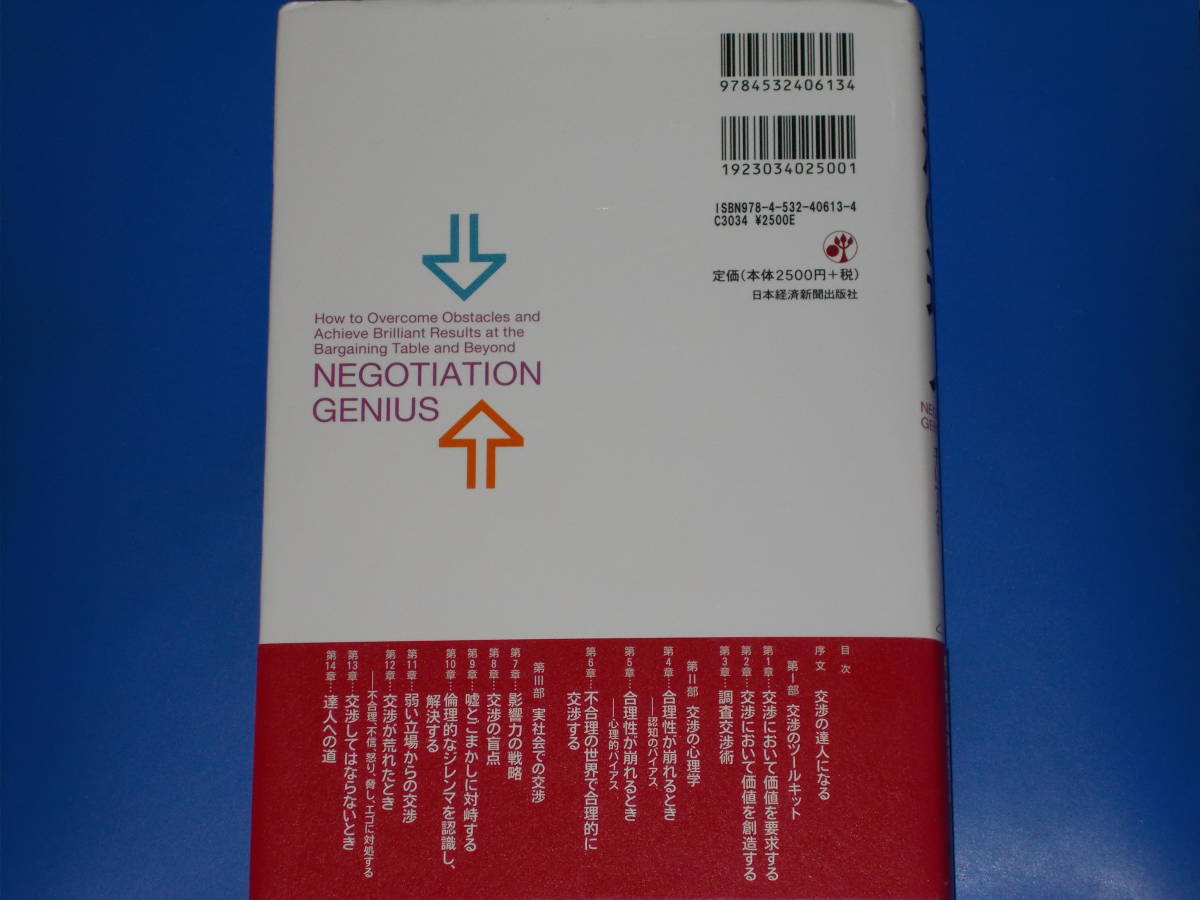 9784532406134
1923034025001
ISBN978-4-532-40613-4
C3034 ¥2500E
定価(本体2500円+税)
日本経済新聞出版社
How to Overcome Obstacles and
Achieve Brilliant Results at the
Bargaining Table and Beyond
NEGOTIATION
GENIUS
目次
序文 交渉の達人になる
第Ⅰ部 交渉のツールキット
第1章…交渉において価値を要求する
第2章…交渉において価値を創造する
第3章…調査交渉術
第Ⅱ部 交渉の心理学
第4章…合理性が崩れるとき
——認知のバイアス
第5章…合理性が崩れるとき
——心理的バイアス
第6章…不合理の世界で合理的に
交渉する
第Ⅲ部 実社会での交渉
第7章…影響力の戦略
第8章…交渉の盲点
第9章…嘘とごまかしに対峙する
第10章…倫理的なジレンマを認識し、
解決する
第11章…弱い立場からの交渉
第12章…交渉が荒れたとき
——不合理、不信、怒り、脅し、エゴに対処する
第13章…交渉してはならないとき
第14章…達人への道